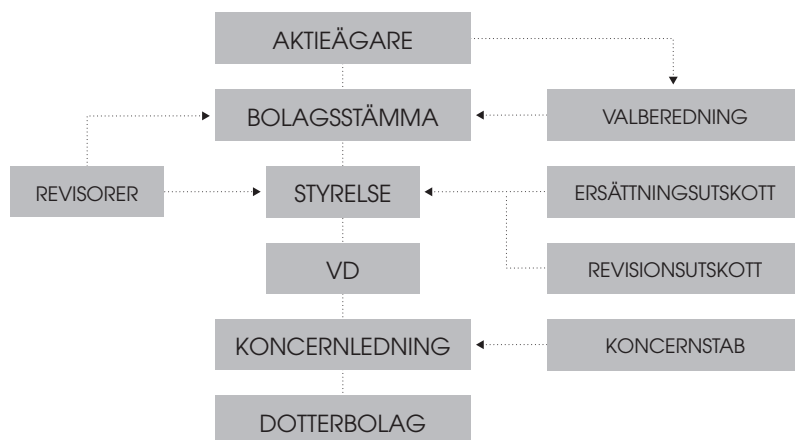 AKTIEÄGARE
BOLAGSSTÄMMA
VALBEREDNING
REVISORER
STYRELSE
ERSÄTTNINGSUTSKOTT
VD
REVISIONSUTSKOTT
KONCERNLEDNING
KONCERNSTAB
DOTTERBOLAG